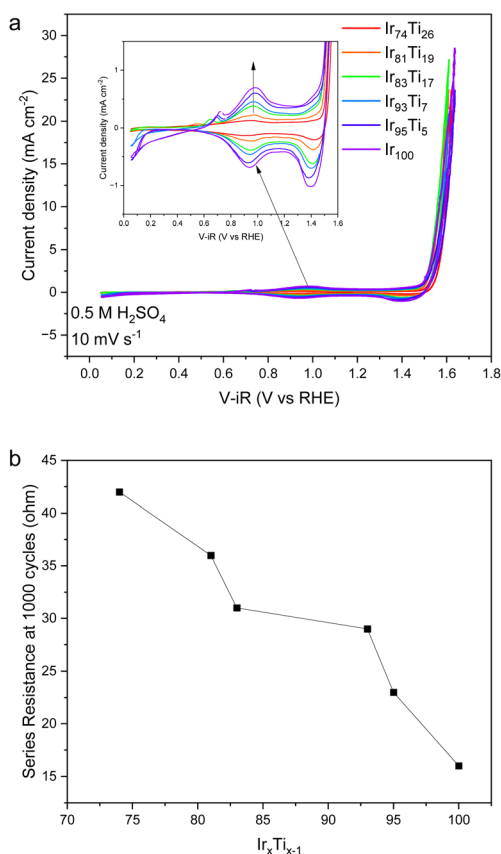 a
30
25
20
15
10
5
0
−5
Current density (mA cm⁻²)
Ir₇₄Ti₂₆
Ir₈₁Ti₁₉
Ir₈₃Ti₁₇
Ir₉₃Ti₇
Ir₉₅Ti₅
Ir₁₀₀
1
0
−1
Current density (mA cm⁻²)
0.0 0.2 0.4 0.6 0.8 1.0 1.2 1.4 1.6
V-iR (V vs RHE)
0.5 M H₂SO₄
10 mV s⁻¹
0.0 0.2 0.4 0.6 0.8 1.0 1.2 1.4 1.6 1.8
V-iR (V vs RHE)
b
45
40
35
30
25
20
15
Series Resistance at 1000 cycles (ohm)
70 75 80 85 90 95 100
IrₓTiₓ₋₁